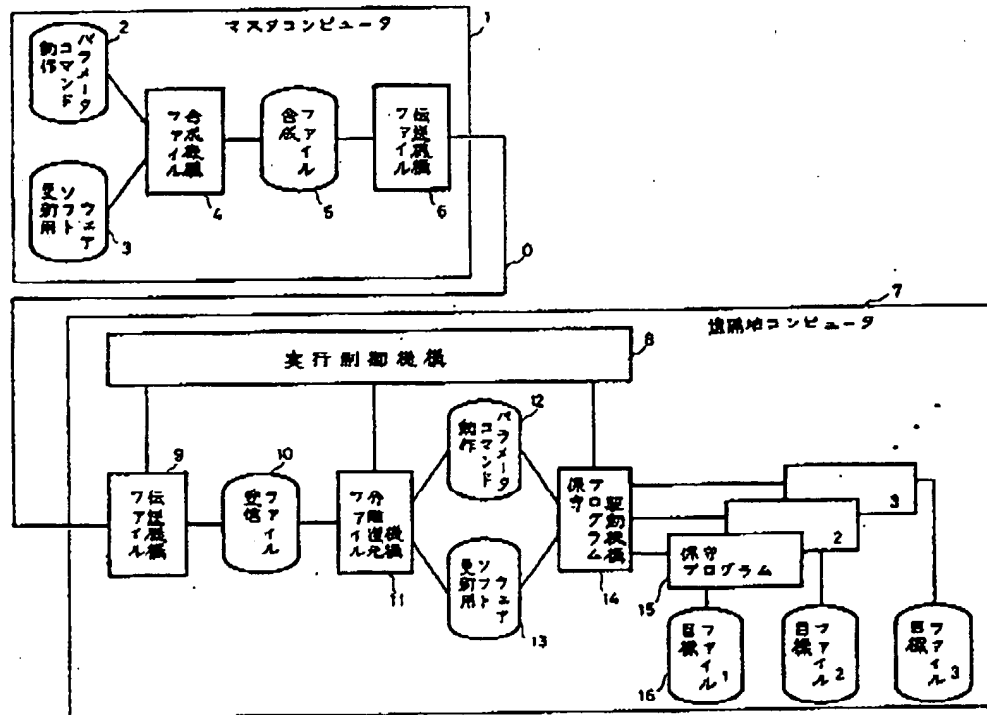 マスタコンピュータ
1
2
動作
コマンド
パラメータ
ファイル
合成機構
4
合成
ファイル
5
ファイル
伝送機構
6
更新用
ソフト
ウェア
3
0
7
遠隔地コンピュータ
実行制御機構
8
9
ファイル
伝送機構
10
受信
ファイル
ファイル
分離復元
機構
11
12
動作
コマンド
パラメータ
更新用
ソフト
ウェア
13
保守
プログラム
駆動機構
14
3
2
保守
プログラム
15
目標
ファイル1
16
目標
ファイル2
目標
ファイル3